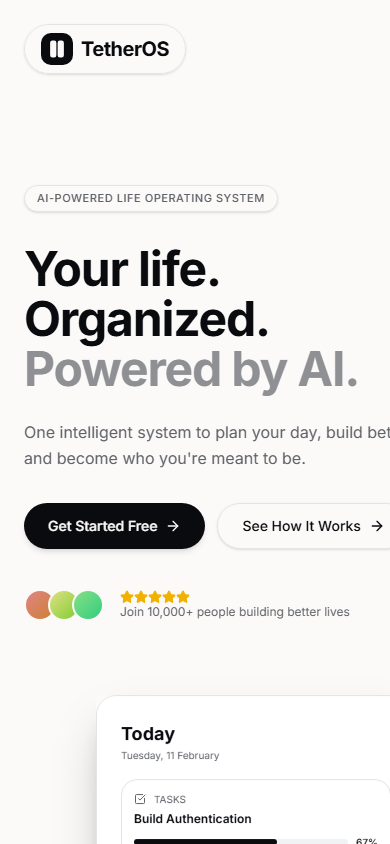 TetherOS
AI-POWERED LIFE OPERATING SYSTEM
Your life.
Organized.
Powered by AI.
One intelligent system to plan your day, build bet
and become who you're meant to be.
Get Started Free →
See How It Works →
Join 10,000+ people building better lives
Today
Tuesday, 11 February
TASKS
Build Authentication
67%